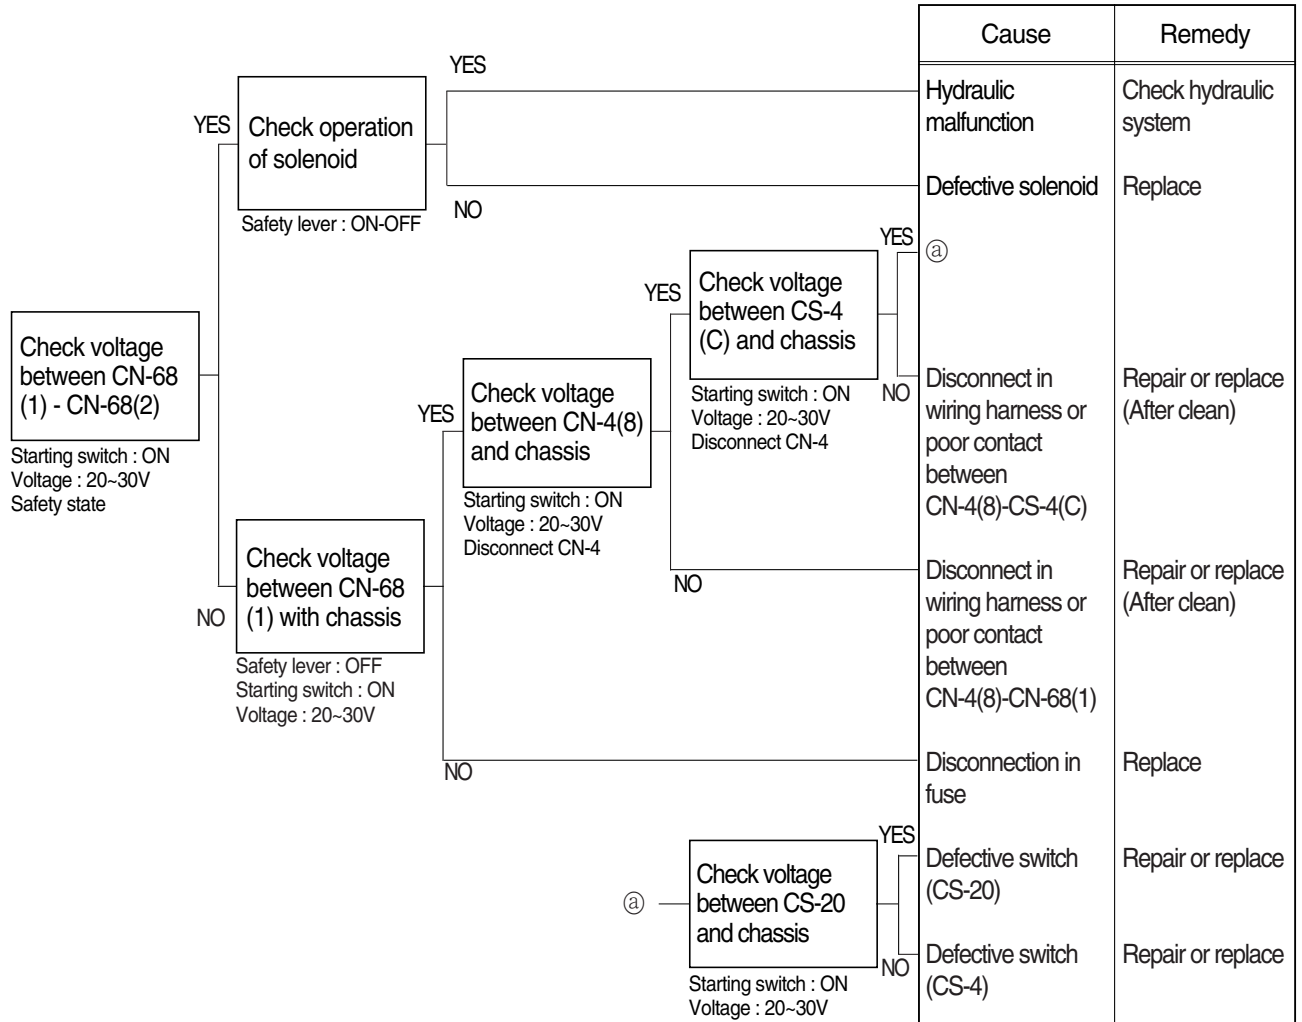 Cause
Remedy
YES
Hydraulic
malfunction
Check hydraulic
system
YES
Check operation
of solenoid
Defective solenoid
Replace
NO
Safety lever : ON-OFF
YES
ⓐ
YES
Check voltage
between CS-4
(C) and chassis
Check voltage
between CN-68
(1) - CN-68(2)
Starting switch : ON
Voltage : 20~30V
Safety state
NO
Starting switch : ON
Voltage : 20~30V
Disconnect CN-4
Disconnect in
wiring harness or
poor contact
between
CN-4(8)-CS-4(C)
Repair or replace
(After clean)
YES
Check voltage
between CN-4(8)
and chassis
Starting switch : ON
Voltage : 20~30V
Disconnect CN-4
NO
Disconnect in
wiring harness or
poor contact
between
CN-4(8)-CN-68(1)
Repair or replace
(After clean)
NO
Check voltage
between CN-68
(1) with chassis
Safety lever : OFF
Starting switch : ON
Voltage : 20~30V
NO
Disconnection in
fuse
Replace
YES
ⓐ
Check voltage
between CS-20
and chassis
Defective switch
(CS-20)
Repair or replace
NO
Defective switch
(CS-4)
Repair or replace
Starting switch : ON
Voltage : 20~30V